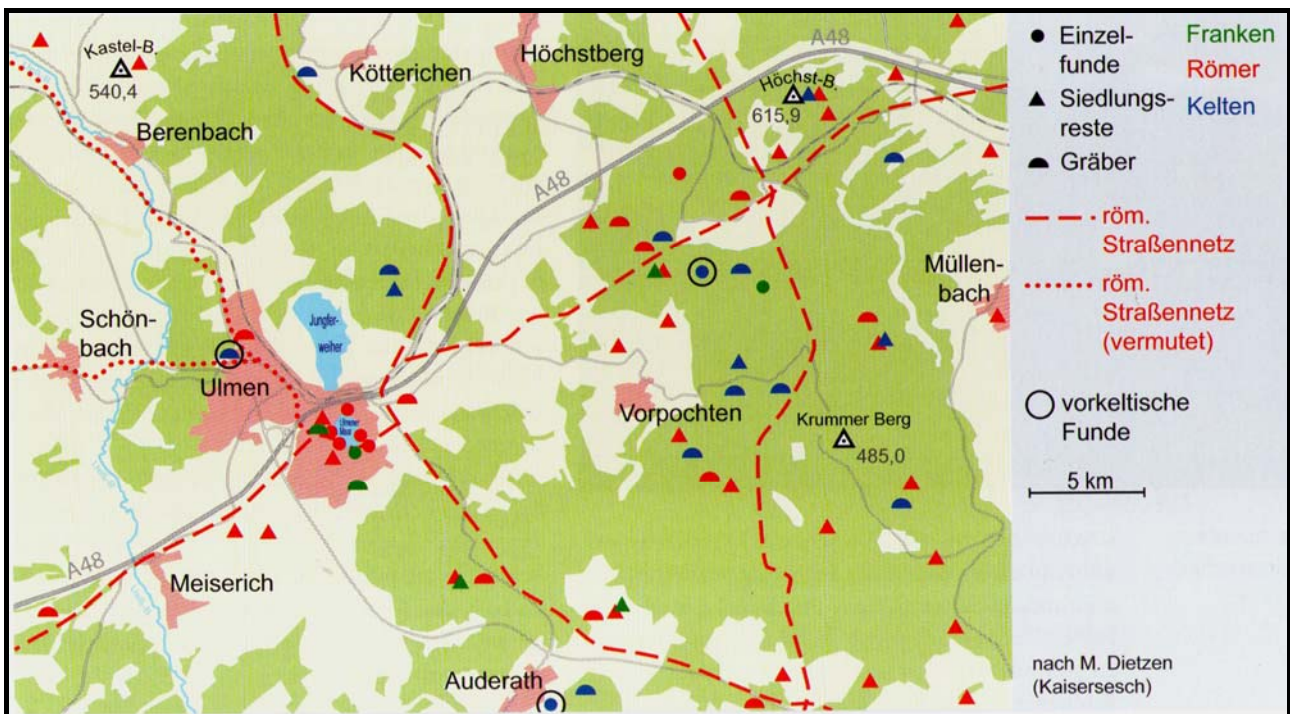 Kastel-B.
540,4
Berenbach
Kötterichen
Höchstberg
A48
Höchst-B.
615,9
A48
Schön-
bach
Jungfer-
weiher
Ulmen
Ulmener
Maar
Vorpochten
Müllen-
bach
Krummer Berg
485,0
A48
Meiserich
Auderath
Einzel-
funde
Siedlungs-
reste
Gräber
Franken
Römer
Kelten
röm.
Straßennetz
röm.
Straßennetz
(vermutet)
vorkeltische
Funde
5 km
nach M. Dietzen
(Kaisersesch)